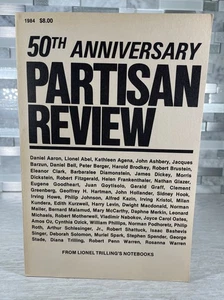 1984 $8.00
50TH ANNIVERSARY
PARTISAN
REVIEW
Daniel Aaron, Lionel Abel, Kathleen Agena, John Ashbery, Jacques
Barzun, Daniel Bell, Peter Berger, Harold Brodkey, Robert Brustein,
Eleanor Clark, Barbaralee Diamonstein, James Dickey, Morris
Dickstein, Robert Fitzgerald, Helen Frankenthaler, Nathan Glazer,
Eugene Goodheart, Juan Goytisolo, Gerald Graff, Clement
Greenberg, Geoffrey H. Hartman, John Hollander, Sidney Hook,
Irving Howe, Philip Johnson, Alfred Kazin, Irving Kristol, Milan
Kundera, Edith Kurzweil, Harry Levin, Dwight Macdonald, Norman
Mailer, Bernard Malamud, Mary McCarthy, Daphne Merkin, Leonard
Michaels, Robert Motherwell, Vladimir Nabokov, Joyce Carol Oates,
Amos Oz, Cynthia Ozick, William Phillips, Norman Podhoretz, Philip
Roth, Arthur Schlesinger, Jr., Robert Shattuck, Isaac Bashevis
Singer, Deborah Solomon, Muriel Spark, Stephen Spender, George
Stade, Diana Trilling, Robert Penn Warren, Rosanna Warren
FROM LIONEL TRILLING'S NOTEBOOKS